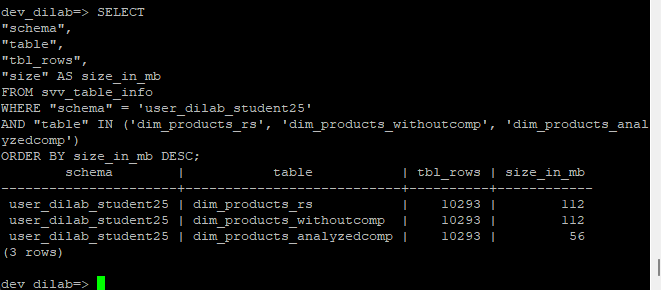 dev_dilab=> SELECT
"schema",
"table",
"tbl_rows",
"size" AS size_in_mb
FROM svv_table_info
WHERE "schema" = 'user_dilab_student25'
AND "table" IN ('dim_products_rs', 'dim_products_withoutcomp', 'dim_products_anal
yzedcomp')
ORDER BY size_in_mb DESC;
        schema        |           table           | tbl_rows | size_in_mb
----------------------+---------------------------+----------+------------
 user_dilab_student25 | dim_products_rs           |    10293 |        112
 user_dilab_student25 | dim_products_withoutcomp  |    10293 |        112
 user_dilab_student25 | dim_products_analyzedcomp |    10293 |         56
(3 rows)
dev_dilab=>